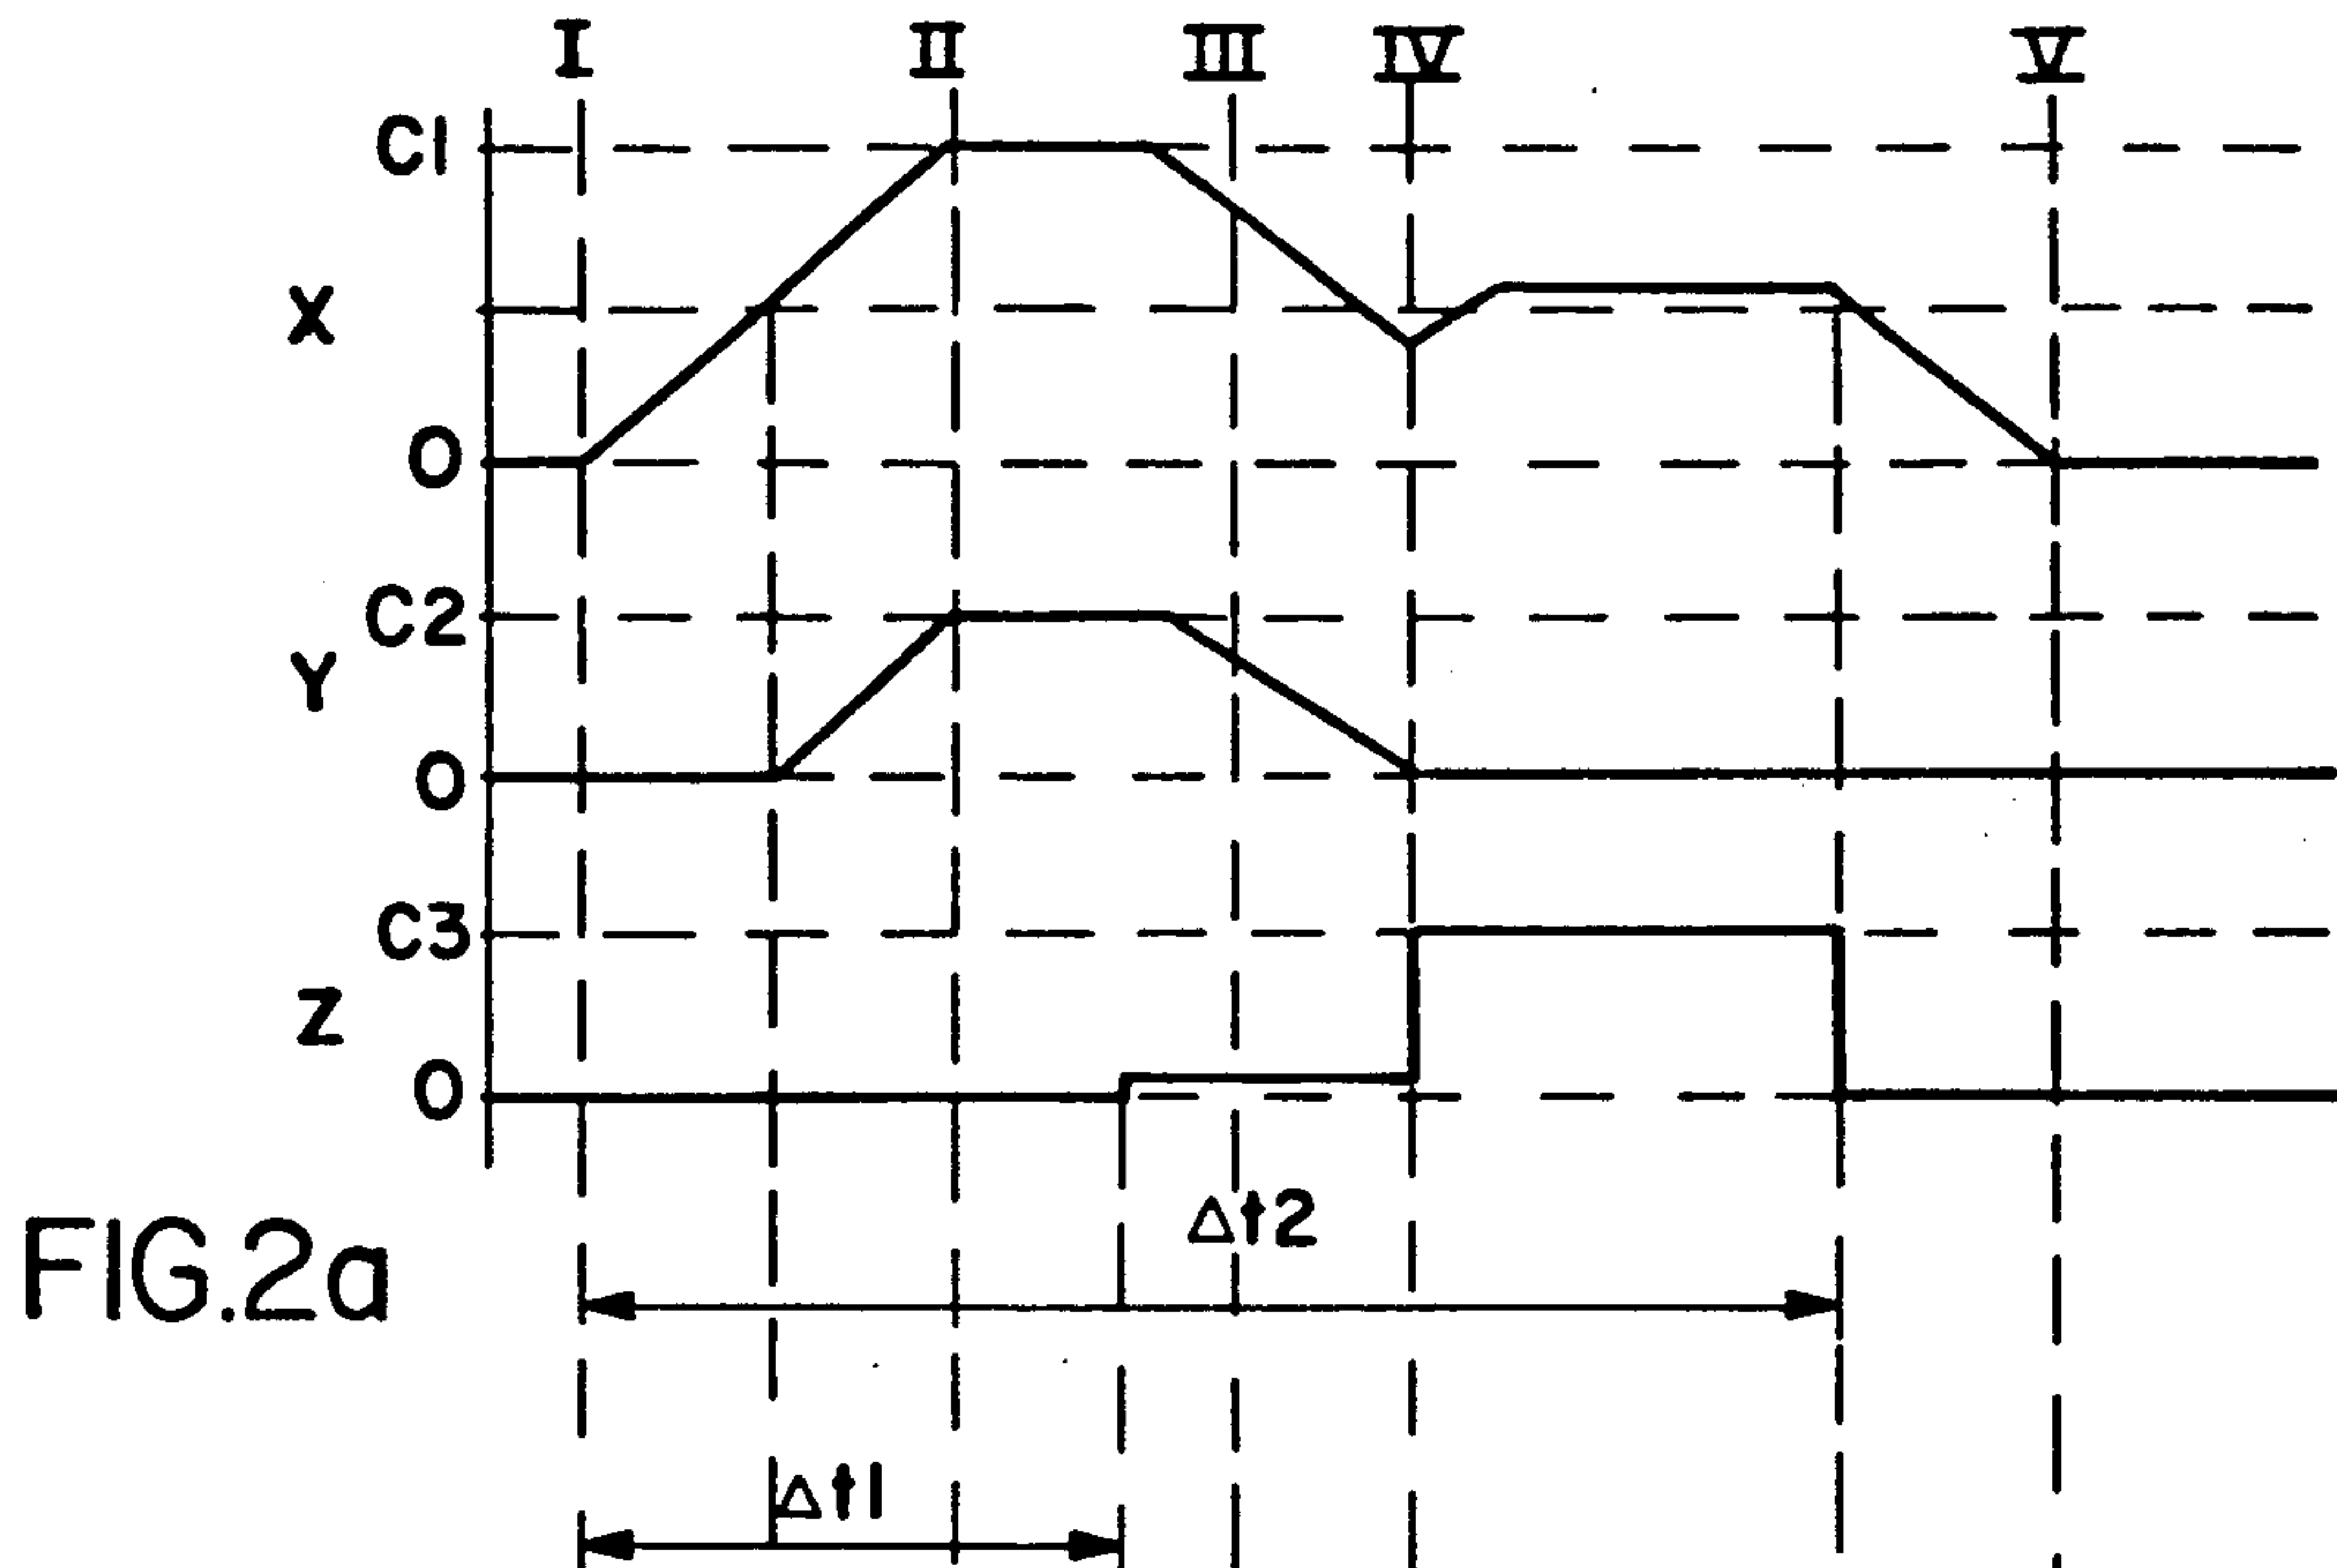 I II III IV V
C1
X
O
C2
Y
O
C3
Z
O
Δt2
FIG.2a
Δt1